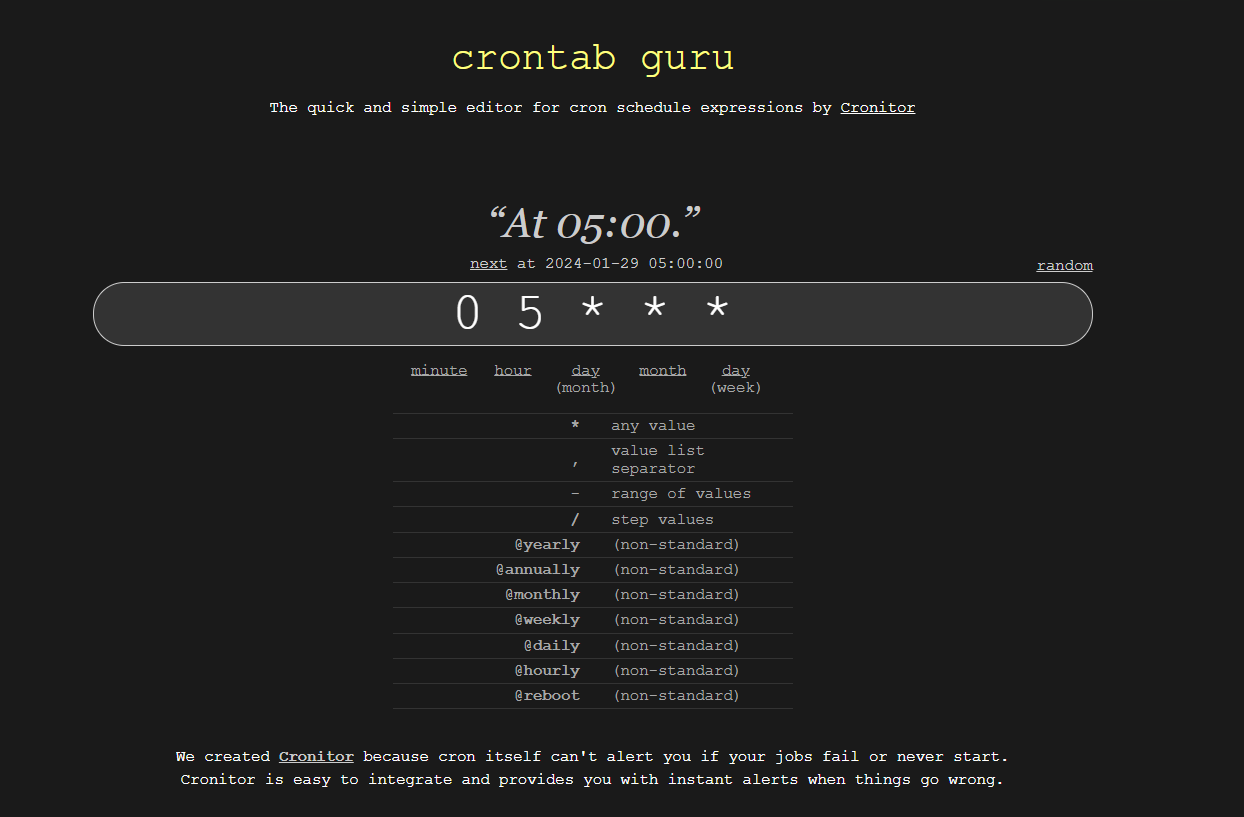 crontab guru
The quick and simple editor for cron schedule expressions by Cronitor
“At 05:00.”
next at 2024-01-29 05:00:00
random
0 5 * * *
minute hour day month day
(month) (week)
* any value
, value list
separator
- range of values
/ step values
@yearly (non-standard)
@annually (non-standard)
@monthly (non-standard)
@weekly (non-standard)
@daily (non-standard)
@hourly (non-standard)
@reboot (non-standard)
We created Cronitor because cron itself can't alert you if your jobs fail or never start.
Cronitor is easy to integrate and provides you with instant alerts when things go wrong.